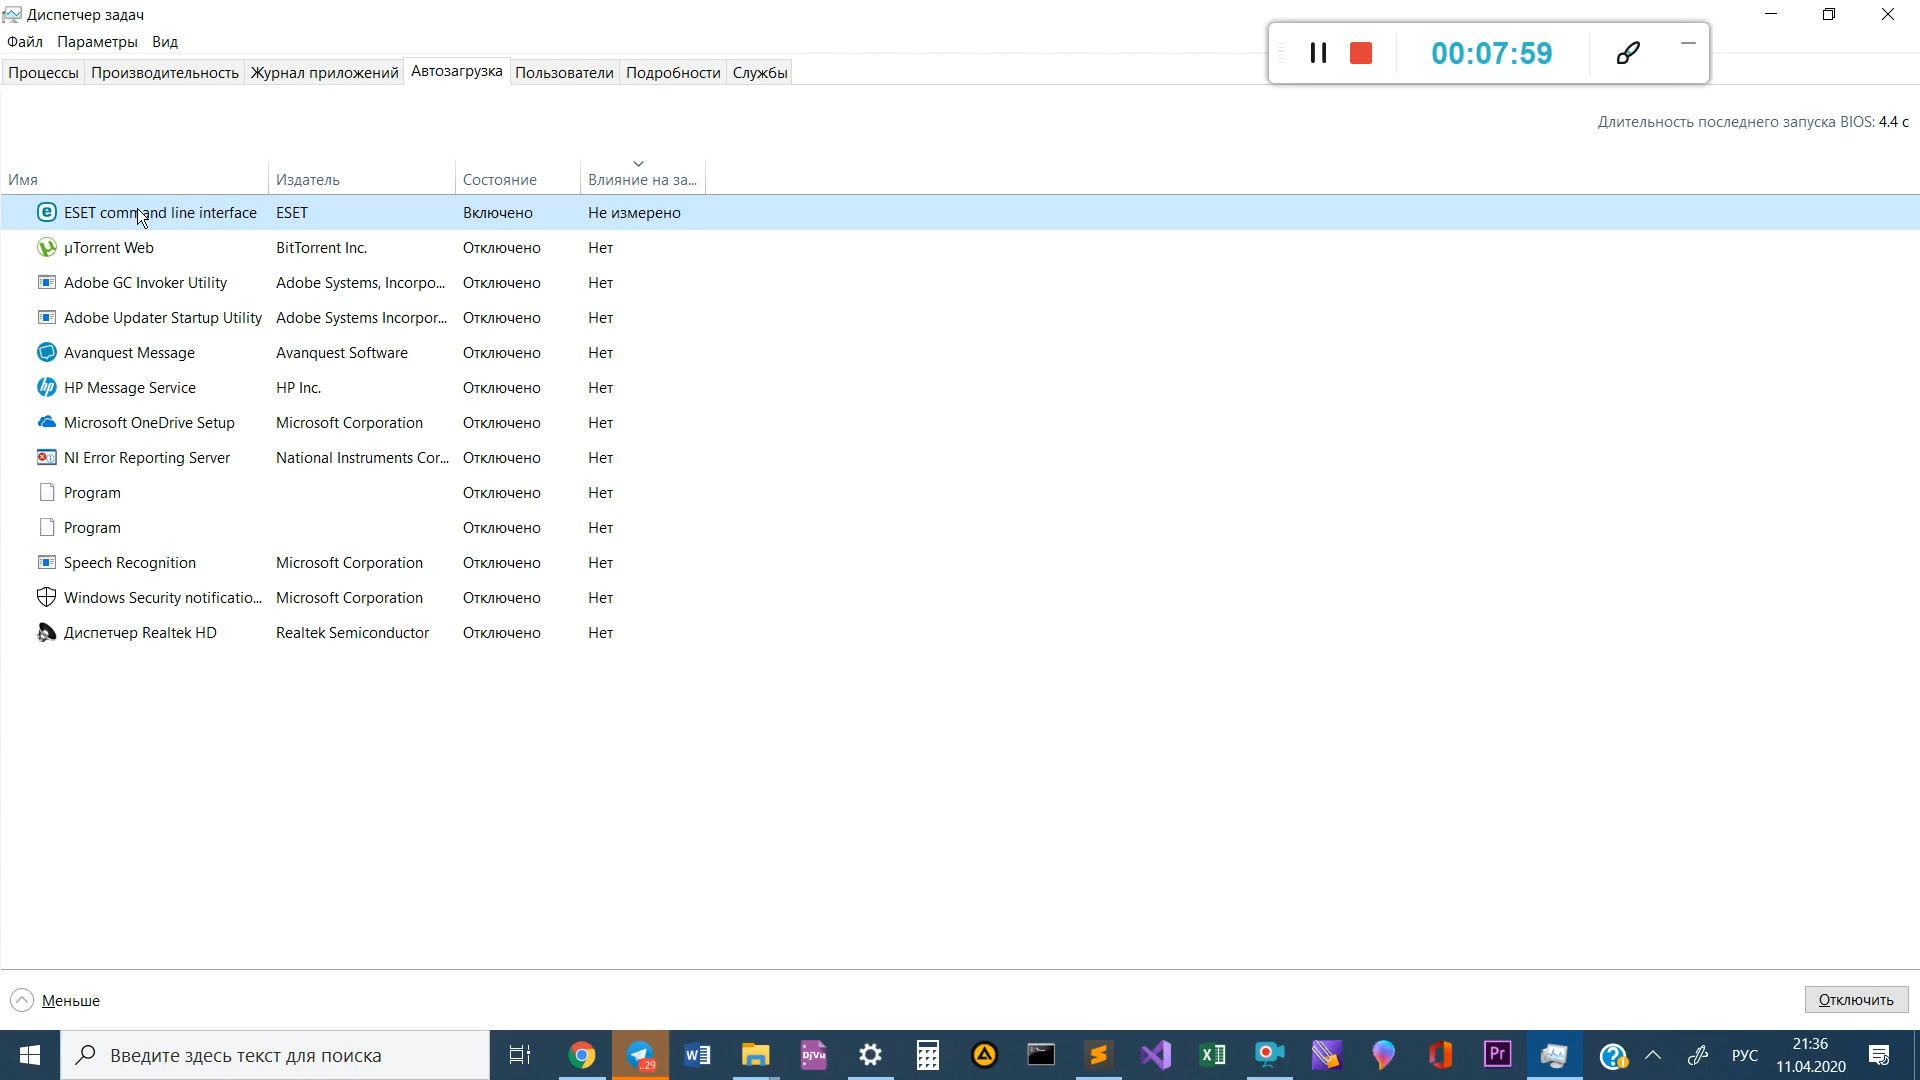 Диспетчер задач
Файл Параметры Вид
00:07:59
Процессы Производительность Журнал приложений Автозагрузка Пользователи Подробности Службы
Длительность последнего запуска BIOS: 4.4 с
Имя Издатель Состояние Влияние на за...
ESET command line interface ESET Включено Не измерено
µTorrent Web BitTorrent Inc. Отключено Нет
Adobe GC Invoker Utility Adobe Systems, Incorpo... Отключено Нет
Adobe Updater Startup Utility Adobe Systems Incorpor... Отключено Нет
Avanquest Message Avanquest Software Отключено Нет
HP Message Service HP Inc. Отключено Нет
Microsoft OneDrive Setup Microsoft Corporation Отключено Нет
NI Error Reporting Server National Instruments Cor... Отключено Нет
Program Отключено Нет
Program Отключено Нет
Speech Recognition Microsoft Corporation Отключено Нет
Windows Security notificatio... Microsoft Corporation Отключено Нет
Диспетчер Realtek HD Realtek Semiconductor Отключено Нет
Меньше Отключить
Введите здесь текст для поиска .29 DjVu Pr РУС 21:36
11.04.2020